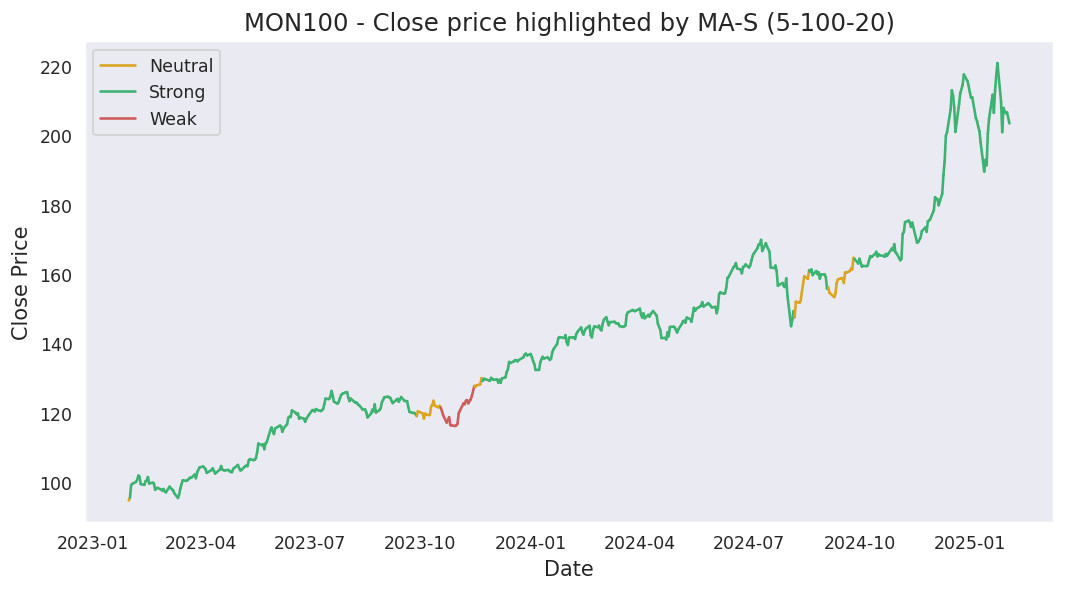 MON100 - Close price highlighted by MA-S (5-100-20)
Neutral
Strong
Weak
Close Price
220
200
180
160
140
120
100
2023-01 2023-04 2023-07 2023-10 2024-01 2024-04 2024-07 2024-10 2025-01
Date